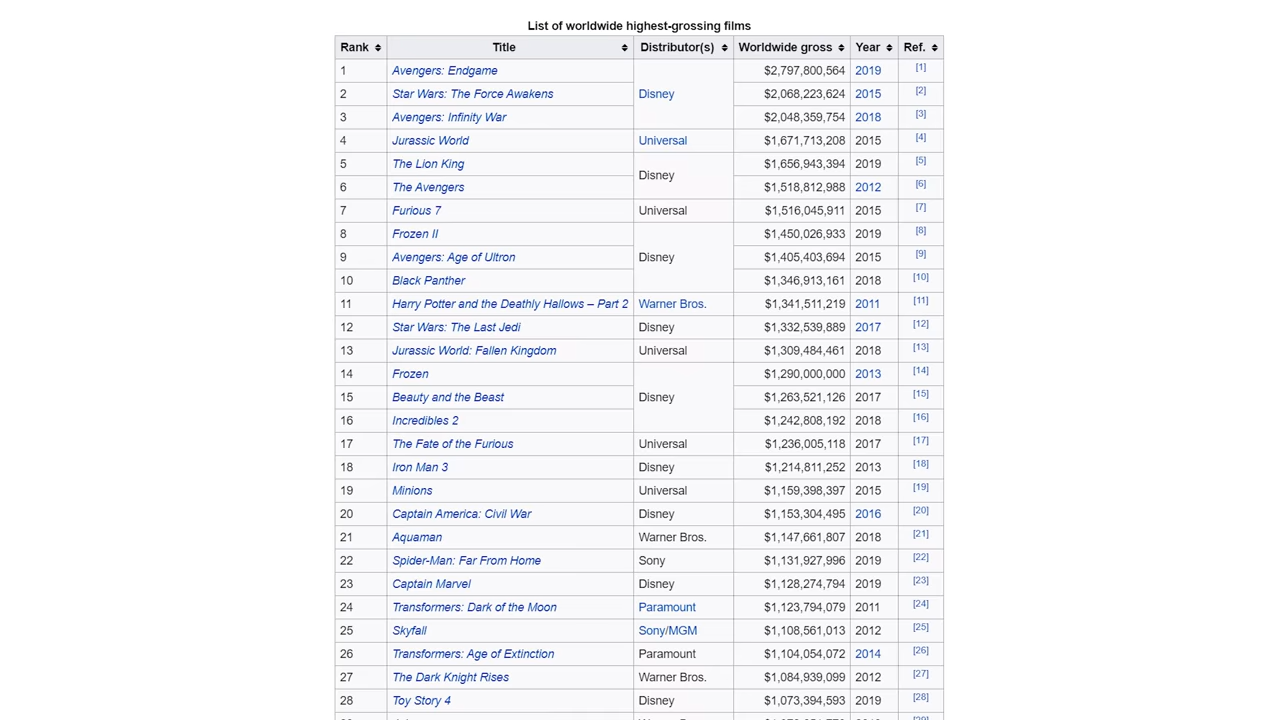 List of worldwide highest-grossing films
Rank Title Distributor(s) Worldwide gross Year Ref.
1 Avengers: Endgame $2,797,800,564 2019 [1]
2 Star Wars: The Force Awakens Disney $2,068,223,624 2015 [2]
3 Avengers: Infinity War $2,048,359,754 2018 [3]
4 Jurassic World Universal $1,671,713,208 2015 [4]
5 The Lion King Disney $1,656,943,394 2019 [5]
6 The Avengers $1,518,812,988 2012 [6]
7 Furious 7 Universal $1,516,045,911 2015 [7]
8 Frozen II $1,450,026,933 2019 [8]
9 Avengers: Age of Ultron Disney $1,405,403,694 2015 [9]
10 Black Panther $1,346,913,161 2018 [10]
11 Harry Potter and the Deathly Hallows – Part 2 Warner Bros. $1,341,511,219 2011 [11]
12 Star Wars: The Last Jedi Disney $1,332,539,889 2017 [12]
13 Jurassic World: Fallen Kingdom Universal $1,309,484,461 2018 [13]
14 Frozen $1,290,000,000 2013 [14]
15 Beauty and the Beast Disney $1,263,521,126 2017 [15]
16 Incredibles 2 $1,242,808,192 2018 [16]
17 The Fate of the Furious Universal $1,236,005,118 2017 [17]
18 Iron Man 3 Disney $1,214,811,252 2013 [18]
19 Minions Universal $1,159,398,397 2015 [19]
20 Captain America: Civil War Disney $1,153,304,495 2016 [20]
21 Aquaman Warner Bros. $1,147,661,807 2018 [21]
22 Spider-Man: Far From Home Sony $1,131,927,996 2019 [22]
23 Captain Marvel Disney $1,128,274,794 2019 [23]
24 Transformers: Dark of the Moon Paramount $1,123,794,079 2011 [24]
25 Skyfall Sony/MGM $1,108,561,013 2012 [25]
26 Transformers: Age of Extinction Paramount $1,104,054,072 2014 [26]
27 The Dark Knight Rises Warner Bros. $1,084,939,099 2012 [27]
28 Toy Story 4 Disney $1,073,394,593 2019 [28]